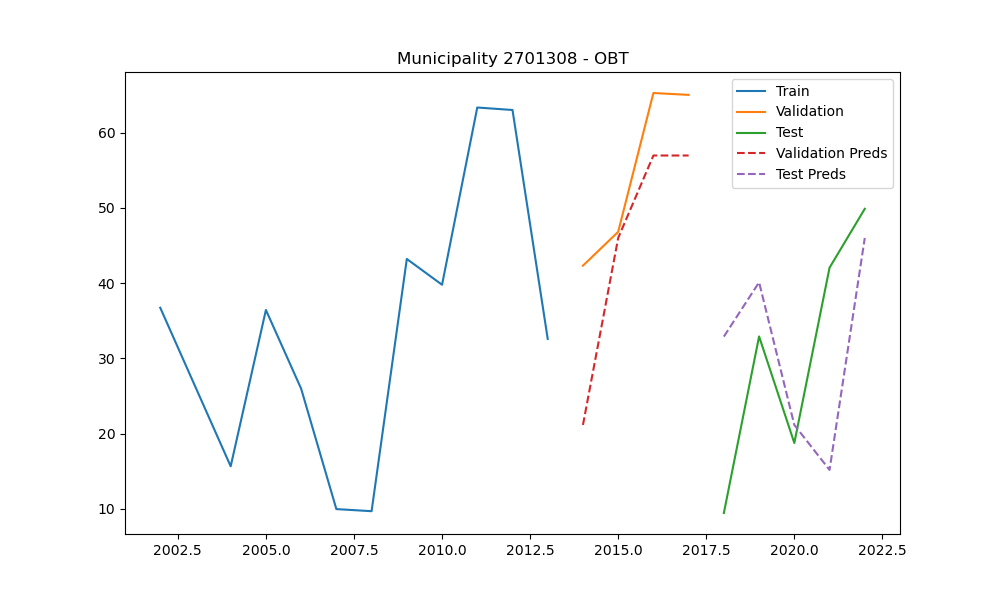 Municipality 2701308 - OBT
Train
Validation
Test
Validation Preds
Test Preds
60
50
40
30
20
10
2002.5 2005.0 2007.5 2010.0 2012.5 2015.0 2017.5 2020.0 2022.5